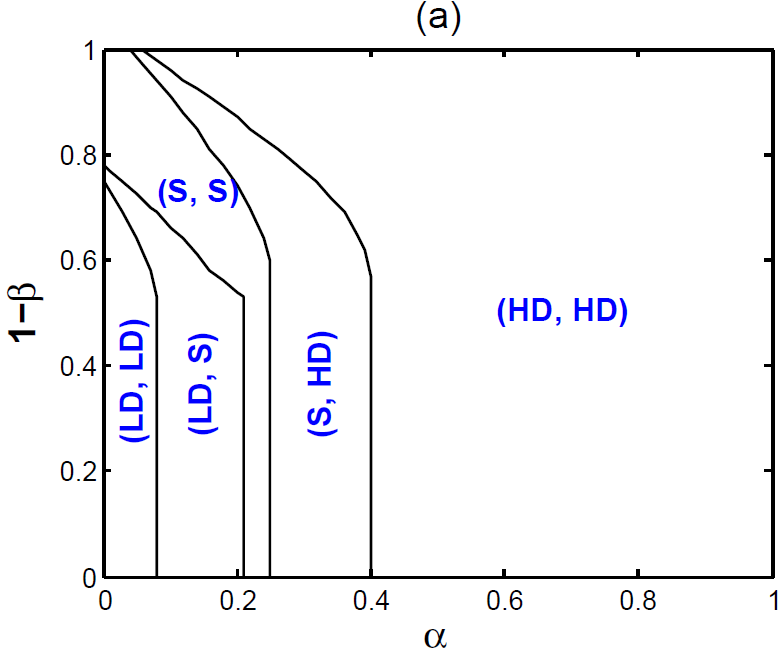 (a)
1
0.8
0.6
0.4
0.2
0
1−β
(S, S)
(LD, LD)
(LD, S)
(S, HD)
(HD, HD)
0
0.2
0.4
0.6
0.8
1
α